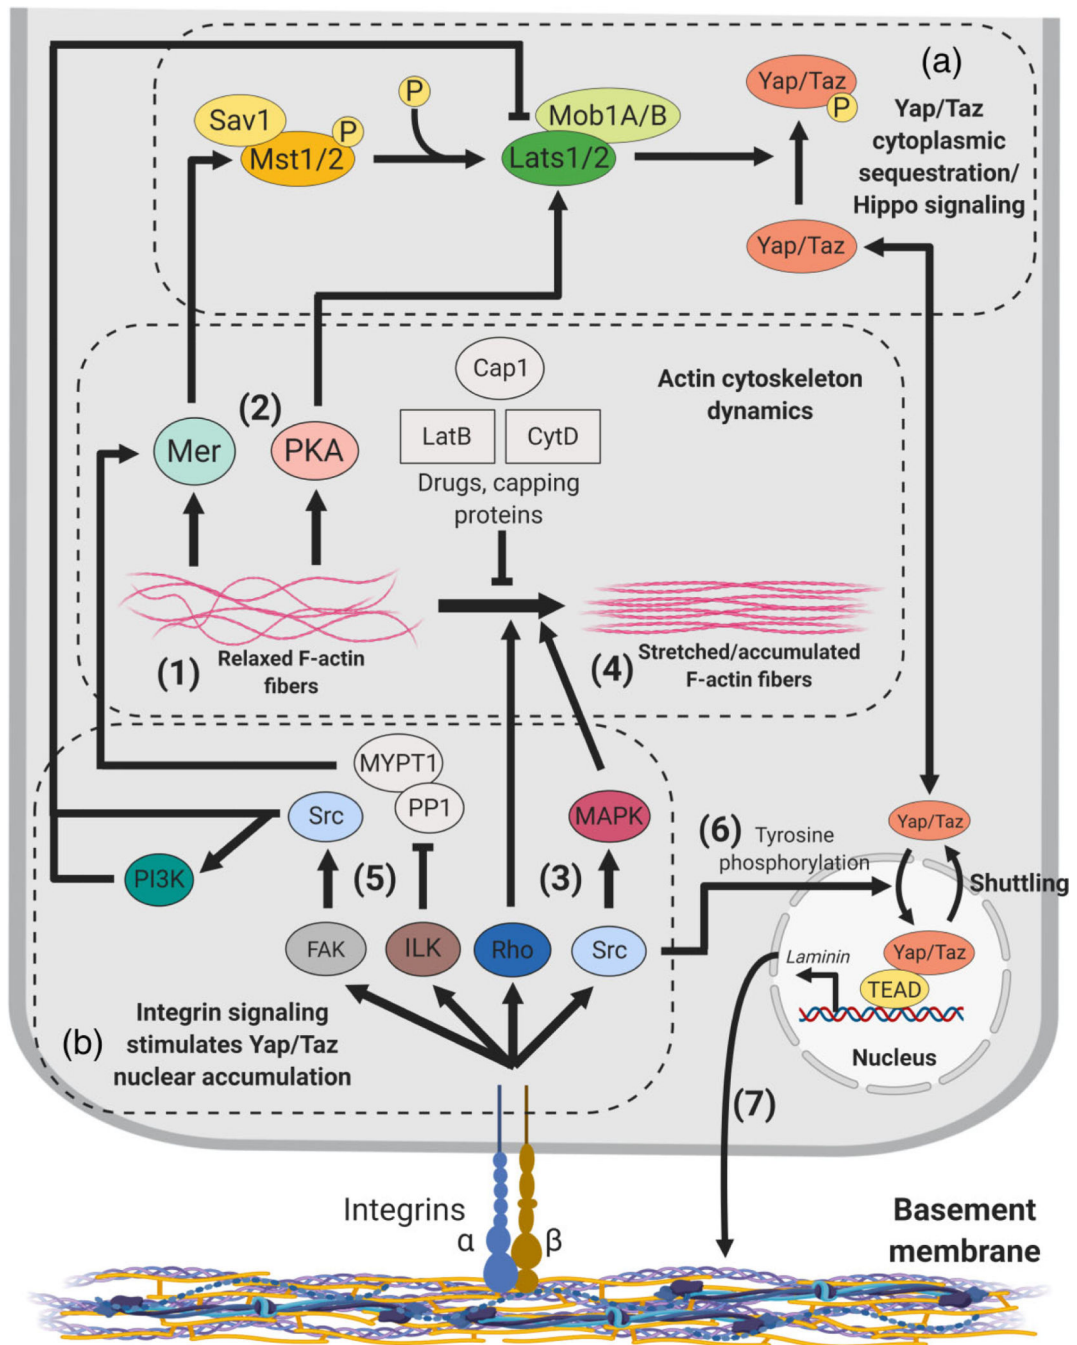 (a)
Yap/Taz
P
Yap/Taz
cytoplasmic
sequestration/
Hippo signaling
P
Sav1
P
Mst1/2
Mob1A/B
Lats1/2
Yap/Taz
Cap1
Actin cytoskeleton
dynamics
(2)
Mer
PKA
LatB
CytD
Drugs, capping
proteins
(1)
Relaxed F-actin
fibers
(4)
Stretched/accumulated
F-actin fibers
MYPT1
PP1
Src
MAPK
PI3K
(5)
(3)
(6)
Tyrosine
phosphorylation
Yap/Taz
Shuttling
FAK
ILK
Rho
Src
Laminin
Yap/Taz
TEAD
Nucleus
(b)
Integrin signaling
stimulates Yap/Taz
nuclear accumulation
(7)
Integrins
α
β
Basement
membrane